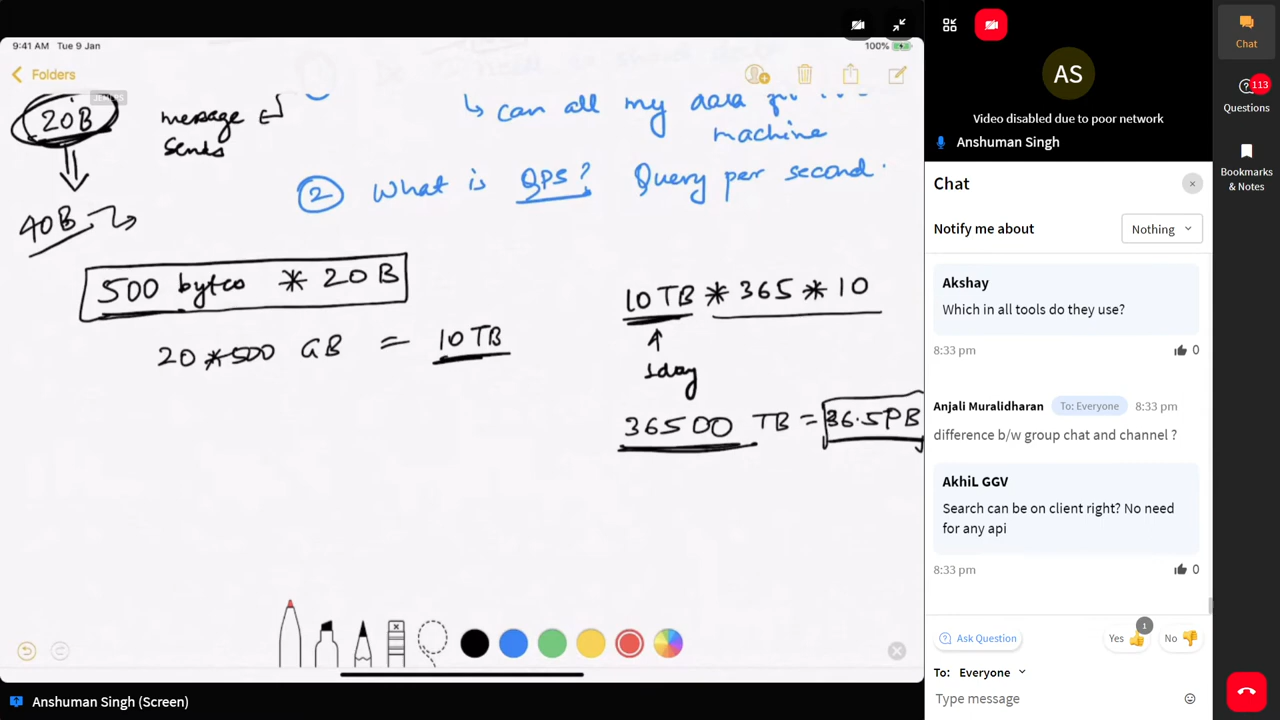 9:41 AM Tue 9 Jan
100%
Folders
20B
message
sends
↳ can all my data
machine
② What is QPS? Query per second.
40B
500 bytes * 20B
20*500 GB = 10TB
10TB * 365 * 10
1day
36500 TB = 36.5PB
Anshuman Singh (Screen)
AS
Video disabled due to poor network
Anshuman Singh
Chat
Notify me about
Nothing
Akshay
Which in all tools do they use?
8:33 pm
0
Anjali Muralidharan To: Everyone 8:33 pm
difference b/w group chat and channel ?
AkhiL GGV
Search can be on client right? No need
for any api
8:33 pm
0
Ask Question
Yes 1
No
To: Everyone
Type message
Chat
113
Questions
Bookmarks
& Notes